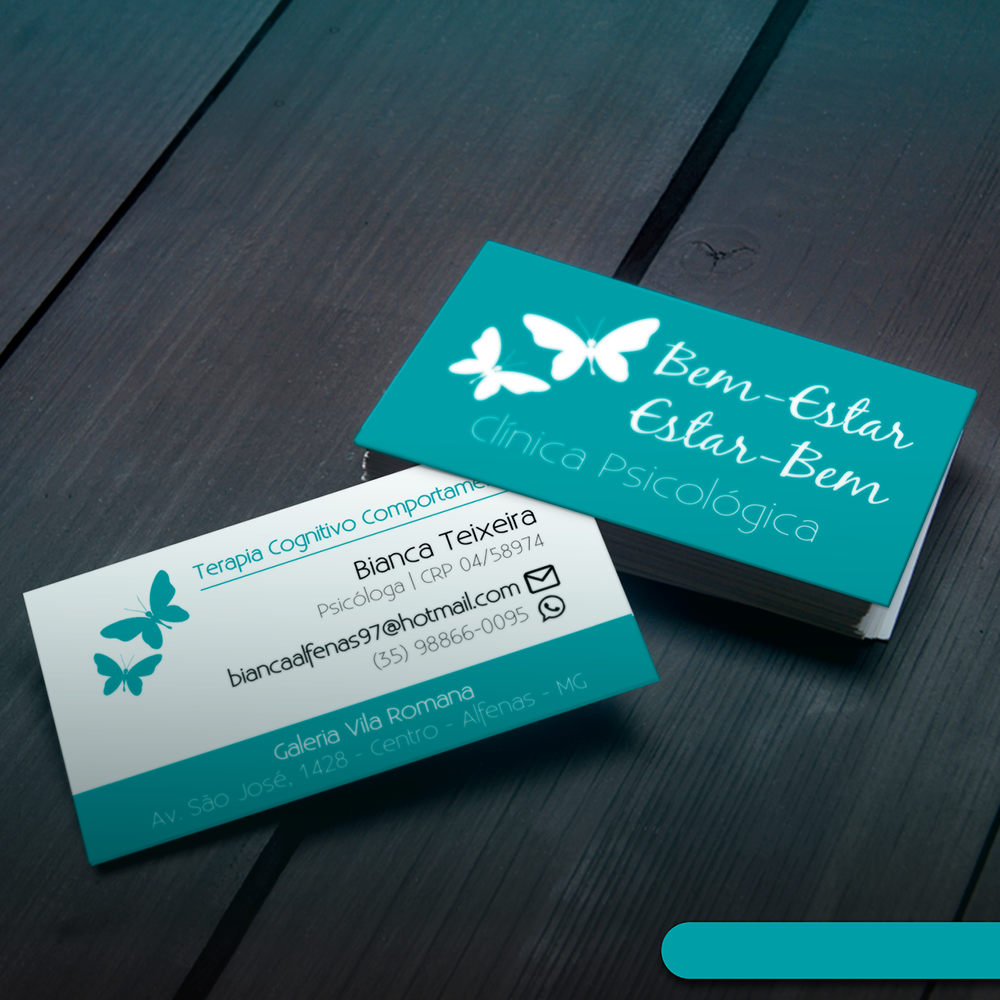 Bem-Estar
Estar-Bem
Clínica Psicológica
Terapia Cognitivo
Bianca Teixeira
Psicóloga | CRP 04/58974
biancaalfenas97@hotmail.com
(35) 98866-0095
Galeria Vila Romana
Av. São José, 1428 - Centro - Alfenas - MG